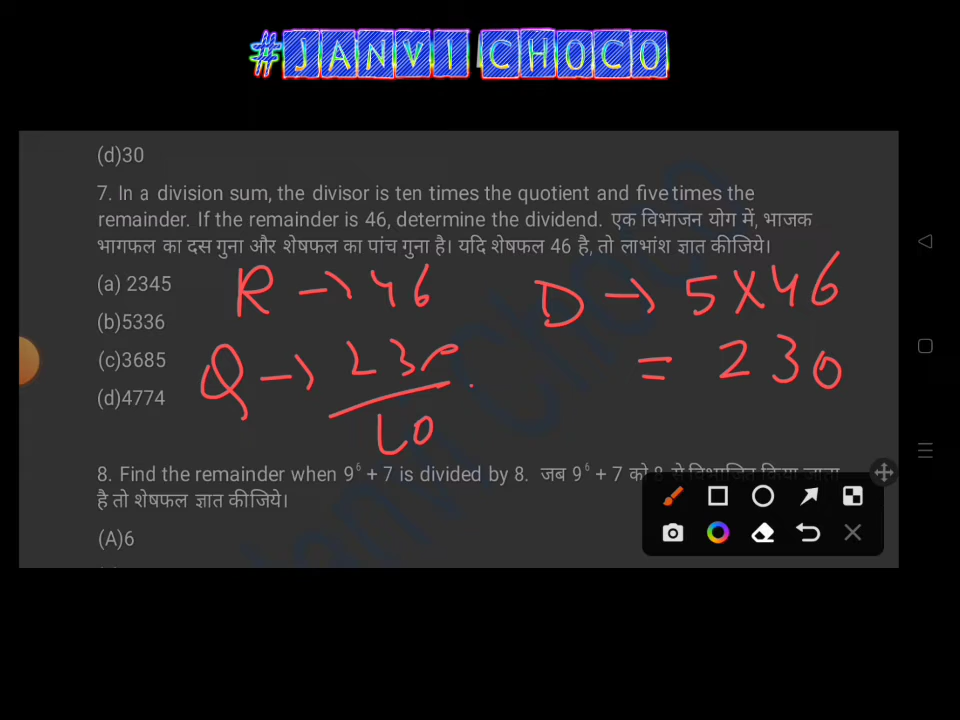 #JANVI CHOCO
(d)30
7. In a division sum, the divisor is ten times the quotient and five times the
remainder. If the remainder is 46, determine the dividend. एक विभाजन योग में, भाजक
भागफल का दस गुना और शेषफल का पांच गुना है। यदि शेषफल 46 है, तो लाभांश ज्ञात कीजिये।
(a) 2345
R → 46
D → 5 X 46
(b)5336
(c)3685
Q → 230/10
= 230
(d)4774
8. Find the remainder when 9⁶ + 7 is divided by 8. जब 9⁶ + 7 को 8 से विभाजित किया जाता
है तो शेषफल ज्ञात कीजिये।
(A)6